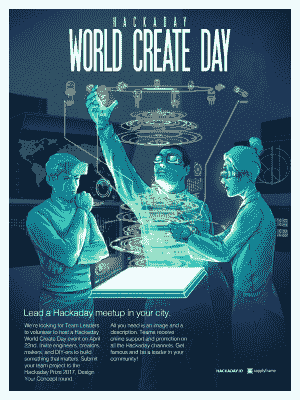 HACKADAY
WORLD CREATE DAY
Lead a Hackaday meetup in your city.
We're looking for Team Leaders
to volunteer to host a Hackaday
World Create Day event on April
22nd. Invite engineers, creators,
makers, and DIY-ers to build
something that matters. Submit
your team project to the
Hackaday Prize 2017, Design
Your Concept round.
All you need is an image and a
description. Teams receive
online support and promotion on
all the Hackaday channels. Get
famous and be a leader in your
community!
HACKADAY.IO
supplyframe